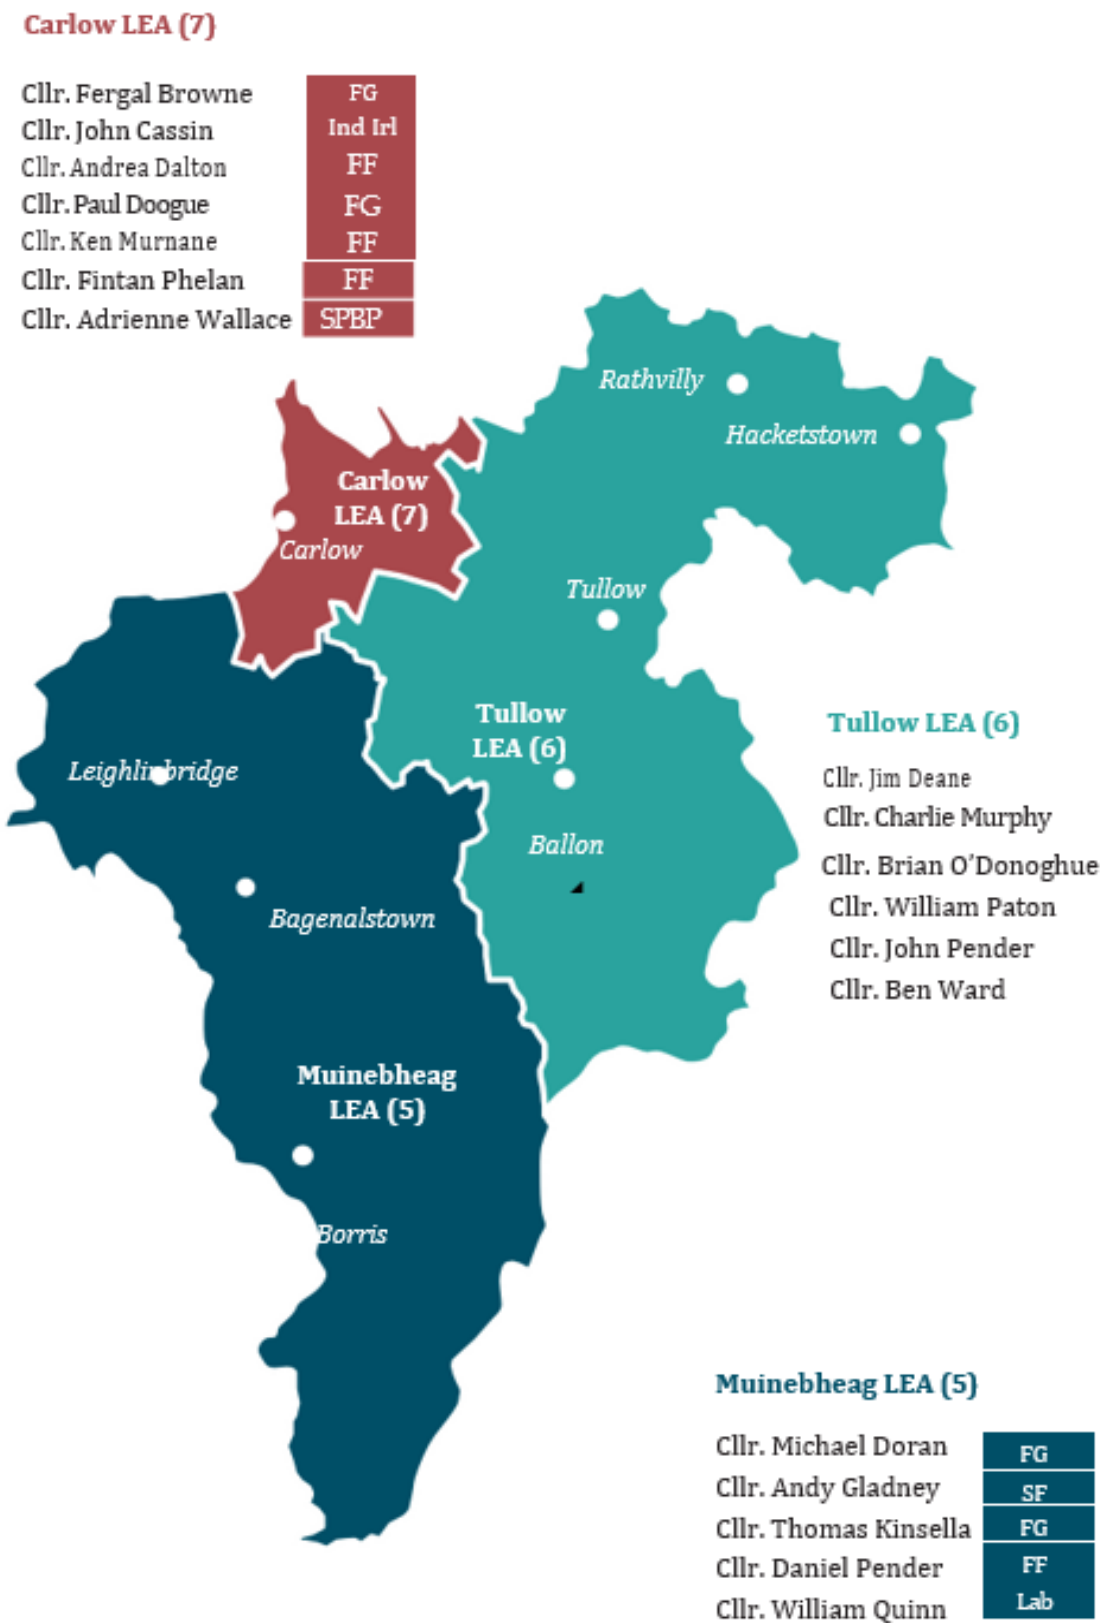 Carlow LEA (7)
Cllr. Fergal Browne FG
Cllr. John Cassin Ind Irl
Cllr. Andrea Dalton FF
Cllr. Paul Doogue FG
Cllr. Ken Murnane FF
Cllr. Fintan Phelan FF
Cllr. Adrienne Wallace SPBP
Rathvilly
Hacketstown
Carlow
LEA (7)
Carlow
Tullow
Tullow
LEA (6)
Leighlinbridge
Ballon
Bagenalstown
Tullow LEA (6)
Cllr. Jim Deane
Cllr. Charlie Murphy
Cllr. Brian O’Donoghue
Cllr. William Paton
Cllr. John Pender
Cllr. Ben Ward
Muinebheag
LEA (5)
Borris
Muinebheag LEA (5)
Cllr. Michael Doran FG
Cllr. Andy Gladney SF
Cllr. Thomas Kinsella FG
Cllr. Daniel Pender FF
Cllr. William Quinn Lab